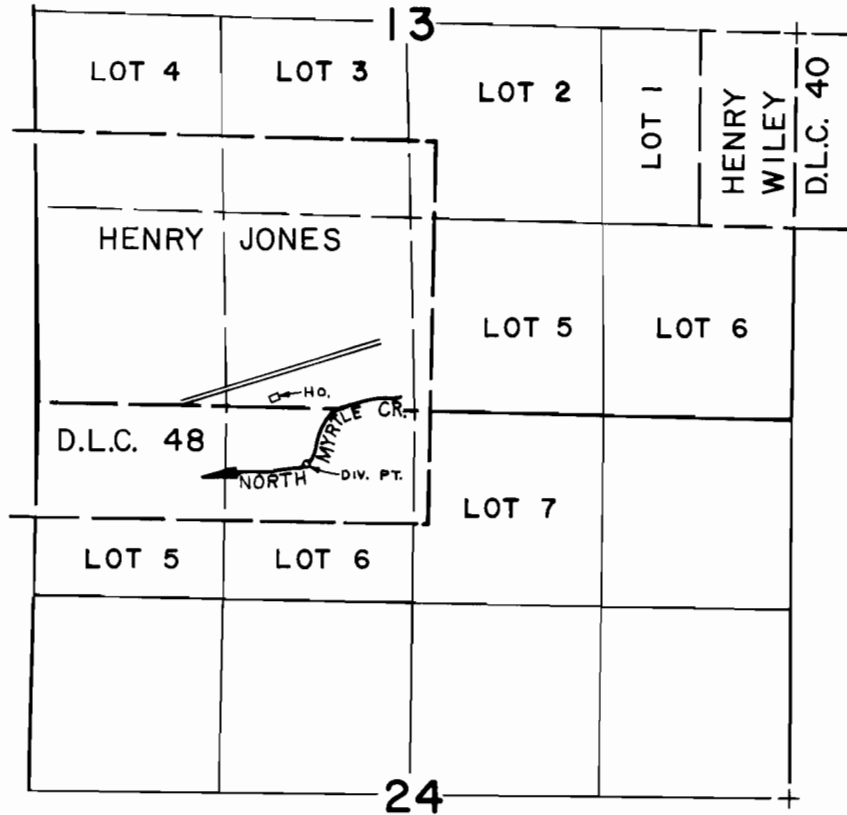 13
LOT 4
LOT 3
LOT 2
LOT 1
HENRY
WILEY
D.L.C. 40
HENRY JONES
LOT 5
LOT 6
HO.
MYRTLE CR.
D.L.C. 48
NORTH
DIV. PT.
LOT 7
LOT 5
LOT 6
24